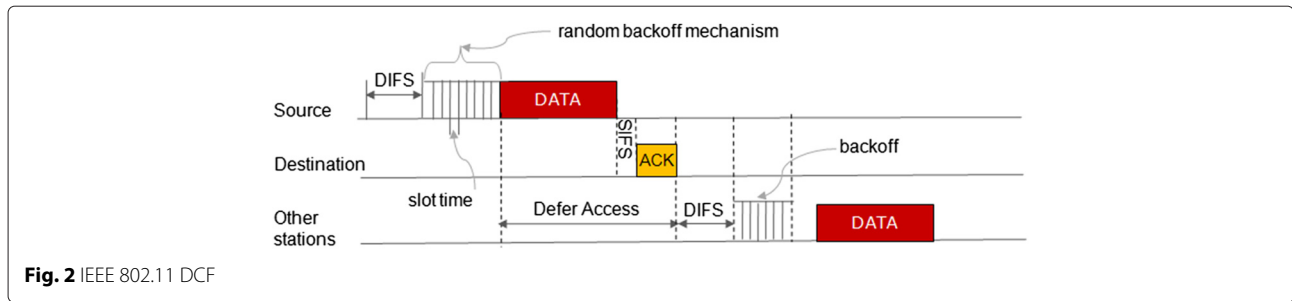 random backoff mechanism
DIFS
Source
DATA
SIFS
Destination
ACK
backoff
slot time
Defer Access
DIFS
Other
stations
DATA
Fig. 2 IEEE 802.11 DCF